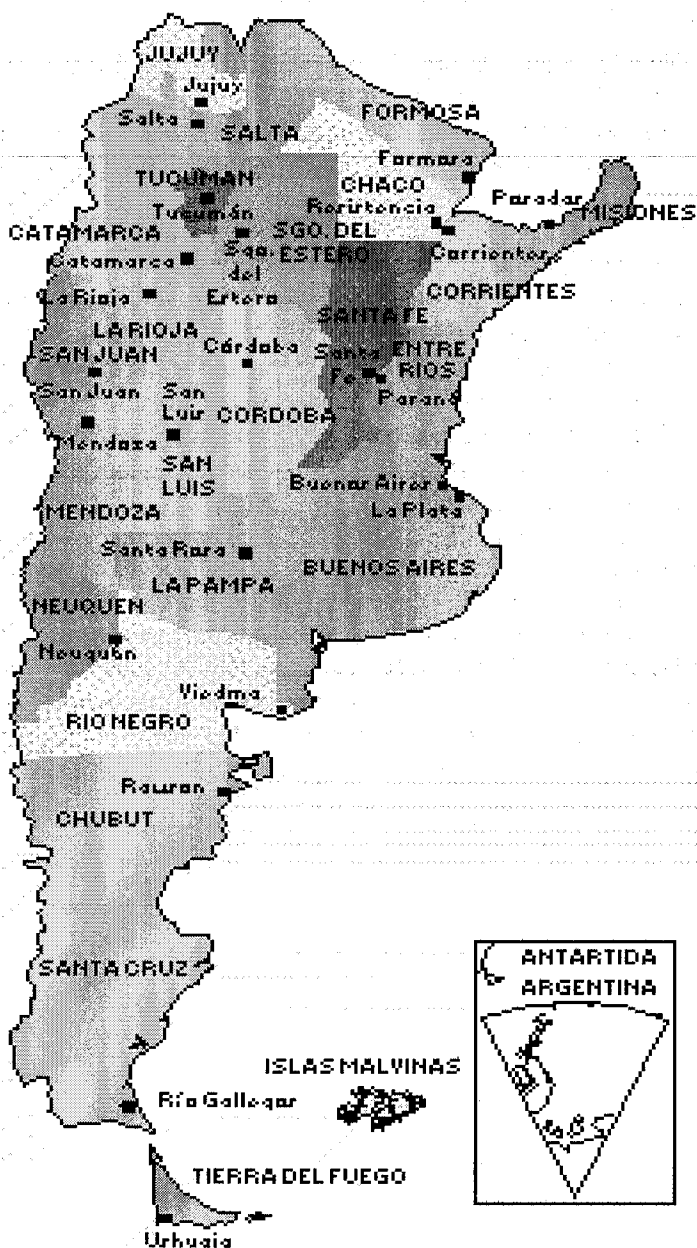 JUJUY
Jujuy
Salta
SALTA
FORMOSA
Formosa
TUCUMAN
CHACO
Tucumán
Resistencia
Posadas
MISIONES
CATAMARCA
SGO. DEL
ESTERO
Corrientes
Catamarca
Sgo.
del
Estero
La Rioja
CORRIENTES
LA RIOJA
SANTA FE
SAN JUAN
Córdoba
Santa
Fe
ENTRE
RIOS
San Juan
San
Luis
CORDOBA
Paraná
Mendoza
SAN
LUIS
Buenos Aires
La Plata
MENDOZA
Santa Rosa
BUENOS AIRES
LA PAMPA
NEUQUEN
Neuquén
Viedma
RIO NEGRO
Rawson
CHUBUT
SANTA CRUZ
ANTARTIDA
ARGENTINA
ISLAS MALVINAS
Río Gallegos
TIERRA DEL FUEGO
Ushuaia